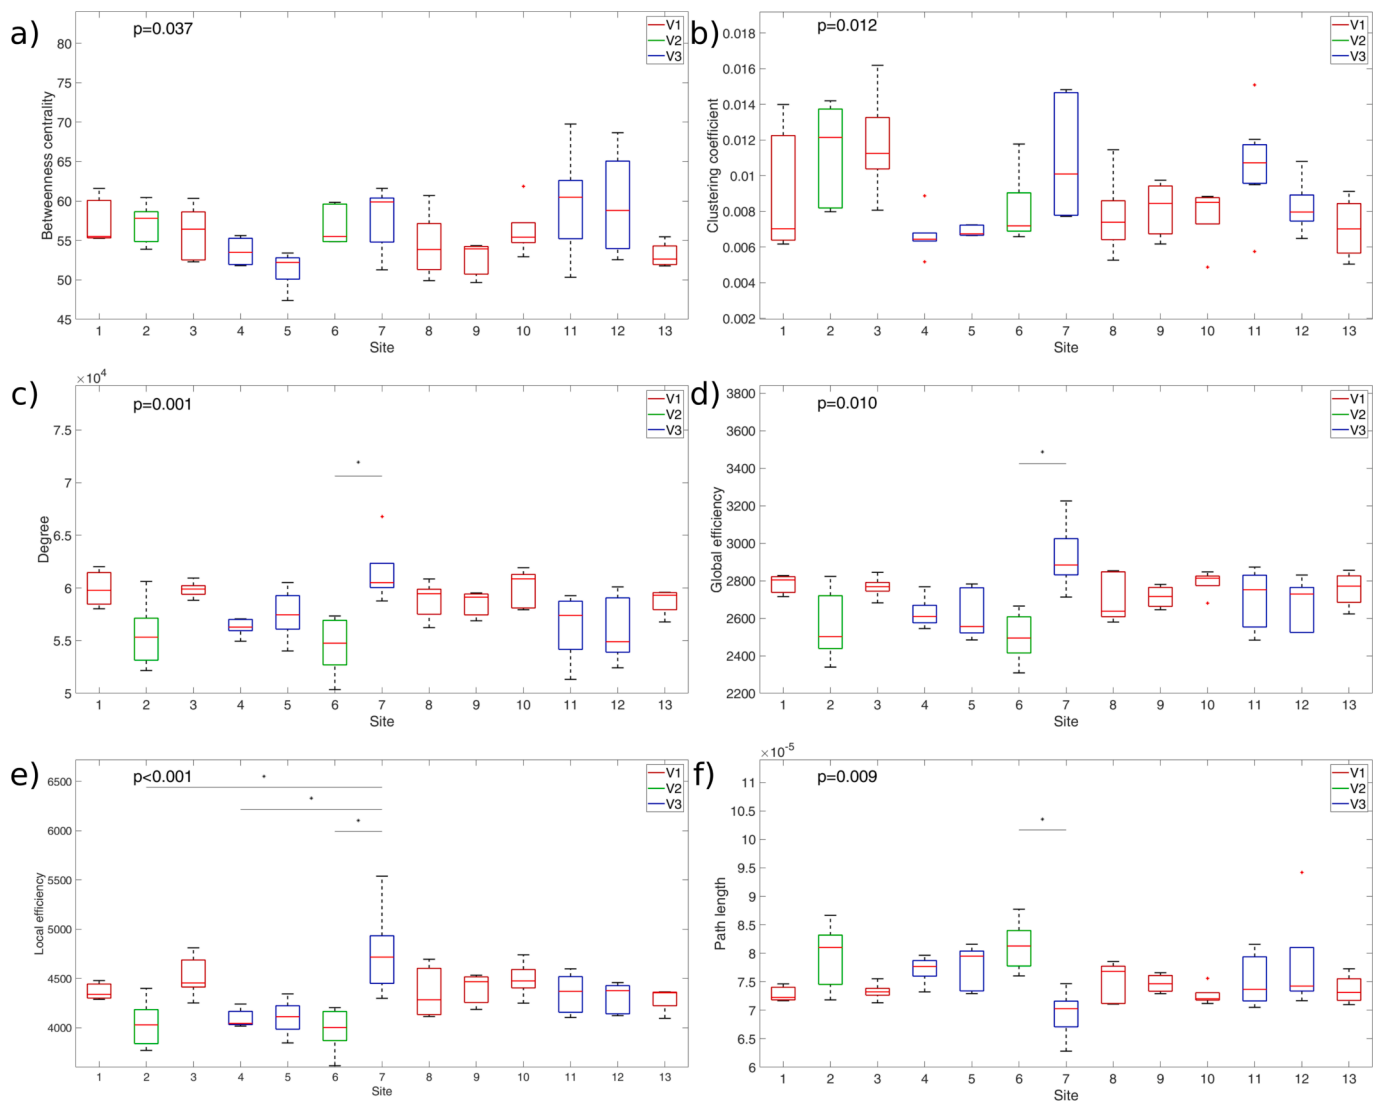 a)
p=0.037
V1
V2
V3
80
75
70
65
60
55
50
45
Betweenness centrality
1 2 3 4 5 6 7 8 9 10 11 12 13
Site
b)
p=0.012
V1
V2
V3
0.018
0.016
0.014
0.012
0.01
0.008
0.006
0.004
0.002
Clustering coefficient
1 2 3 4 5 6 7 8 9 10 11 12 13
Site
c)
×10^4
p=0.001
V1
V2
V3
7.5
7
6.5
6
5.5
5
Degree
*
1 2 3 4 5 6 7 8 9 10 11 12 13
Site
d)
p=0.010
V1
V2
V3
3800
3600
3400
3200
3000
2800
2600
2400
2200
Global efficiency
*
1 2 3 4 5 6 7 8 9 10 11 12 13
Site
e)
p<0.001
V1
V2
V3
6500
6000
5500
5000
4500
4000
Local efficiency
*
*
*
1 2 3 4 5 6 7 8 9 10 11 12 13
Site
f)
×10^-5
p=0.009
V1
V2
V3
11
10.5
10
9.5
9
8.5
8
7.5
7
6.5
6
Path length
*
1 2 3 4 5 6 7 8 9 10 11 12 13
Site